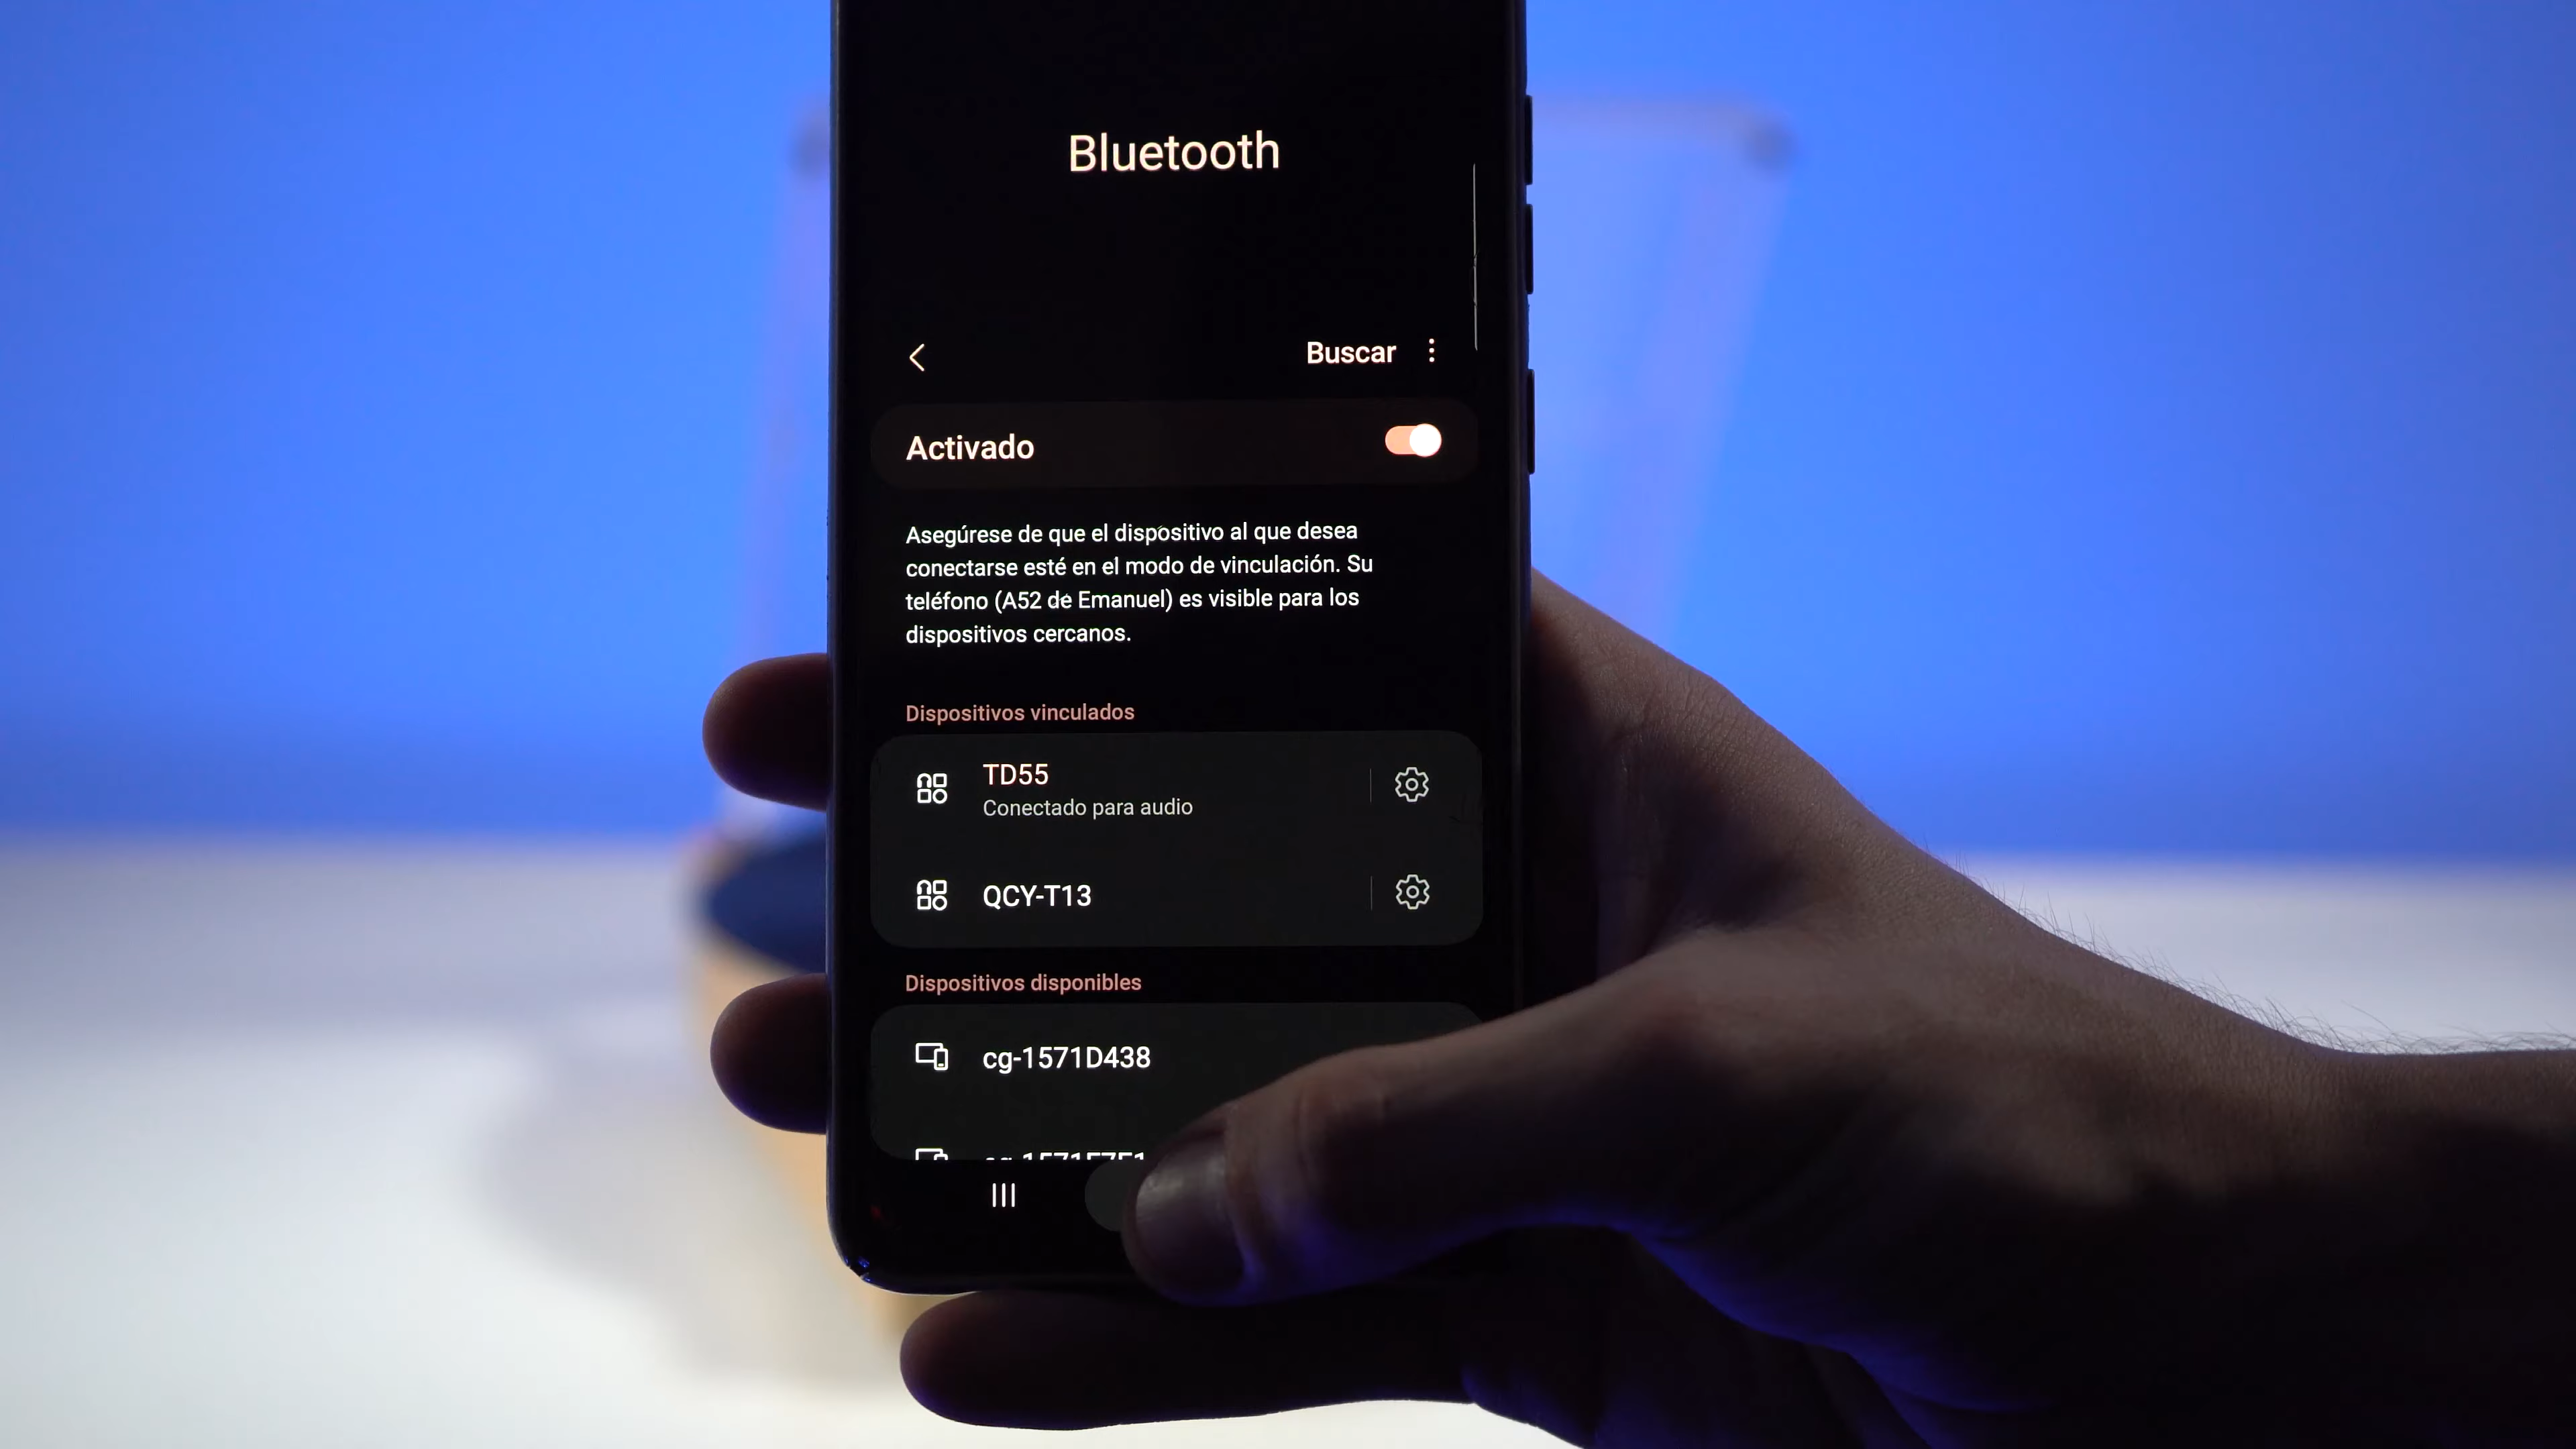 Bluetooth
Buscar
Activado
Asegúrese de que el dispositivo al que desea
conectarse esté en el modo de vinculación. Su
teléfono (A52 de Emanuel) es visible para los
dispositivos cercanos.
Dispositivos vinculados
TD55
Conectado para audio
QCY-T13
Dispositivos disponibles
cg-1571D438